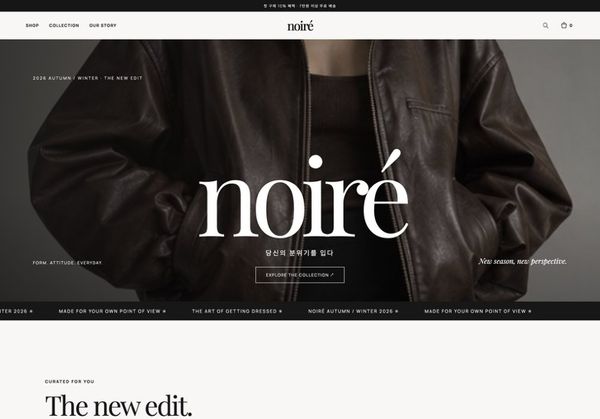 첫 구매 10% 혜택 · 7만원 이상 무료 배송
SHOP COLLECTION OUR STORY
noiré
0
2026 AUTUMN / WINTER - THE NEW EDIT
noiré
당신의 분위기를 입다
EXPLORE THE COLLECTION ↗
FORM. ATTITUDE. EVERYDAY.
New season, new perspective.
TER 2026 ✳ MADE FOR YOUR OWN POINT OF VIEW ✳ THE ART OF GETTING DRESSED ✳ NOIRÉ AUTUMN / WINTER 2026 ✳ MADE FOR YOUR OWN POINT OF VIEW ✳
CURATED FOR YOU
The new edit.